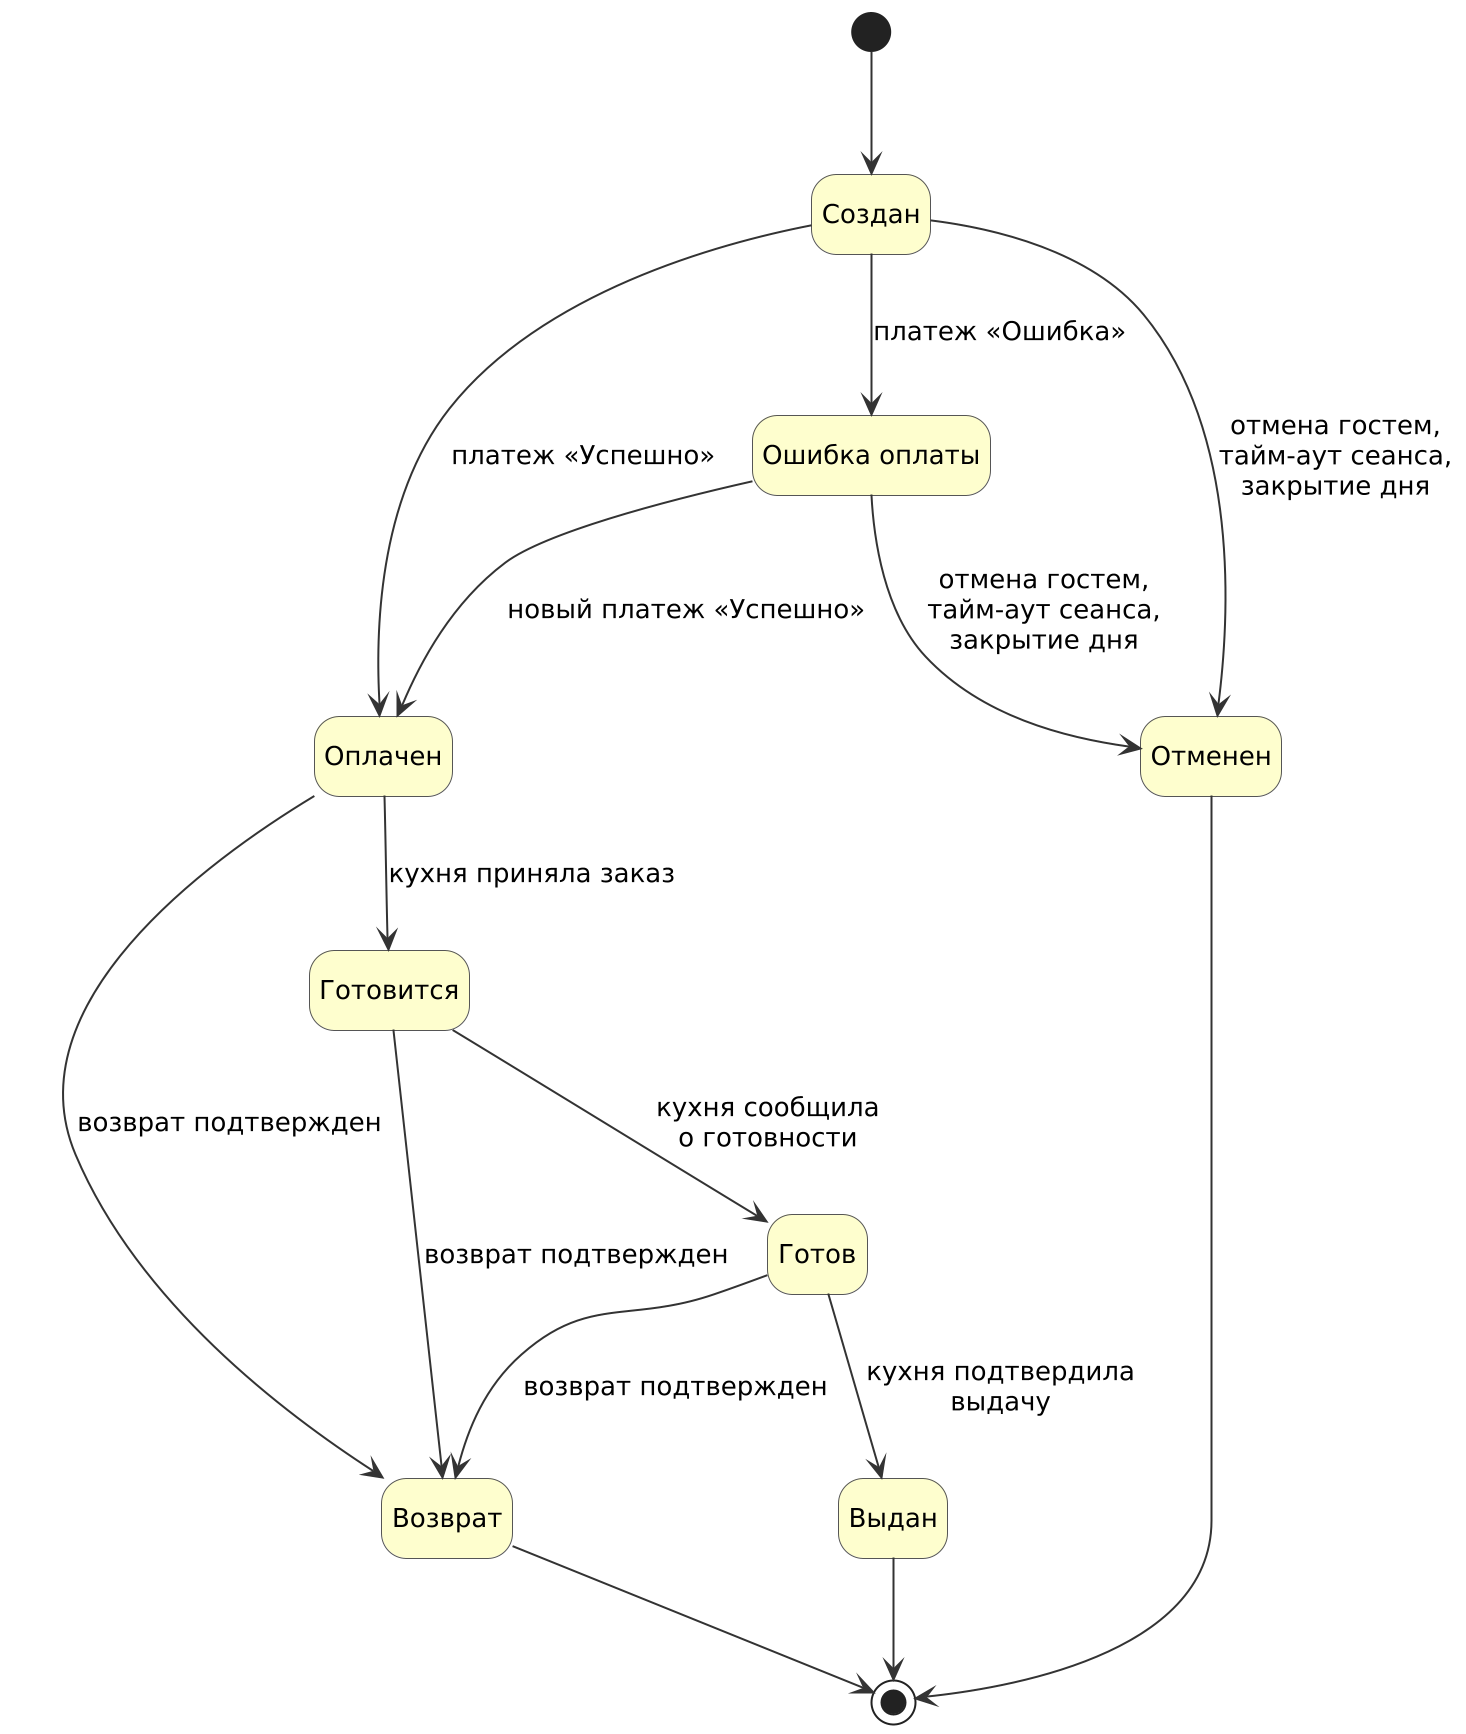 Создан
платеж «Ошибка»
отмена гостем,
тайм-аут сеанса,
закрытие дня
платеж «Успешно»
Ошибка оплаты
новый платеж «Успешно»
отмена гостем,
тайм-аут сеанса,
закрытие дня
Оплачен
Отменен
кухня приняла заказ
Готовится
возврат подтвержден
кухня сообщила
о готовности
возврат подтвержден
Готов
возврат подтвержден
кухня подтвердила
выдачу
Возврат
Выдан